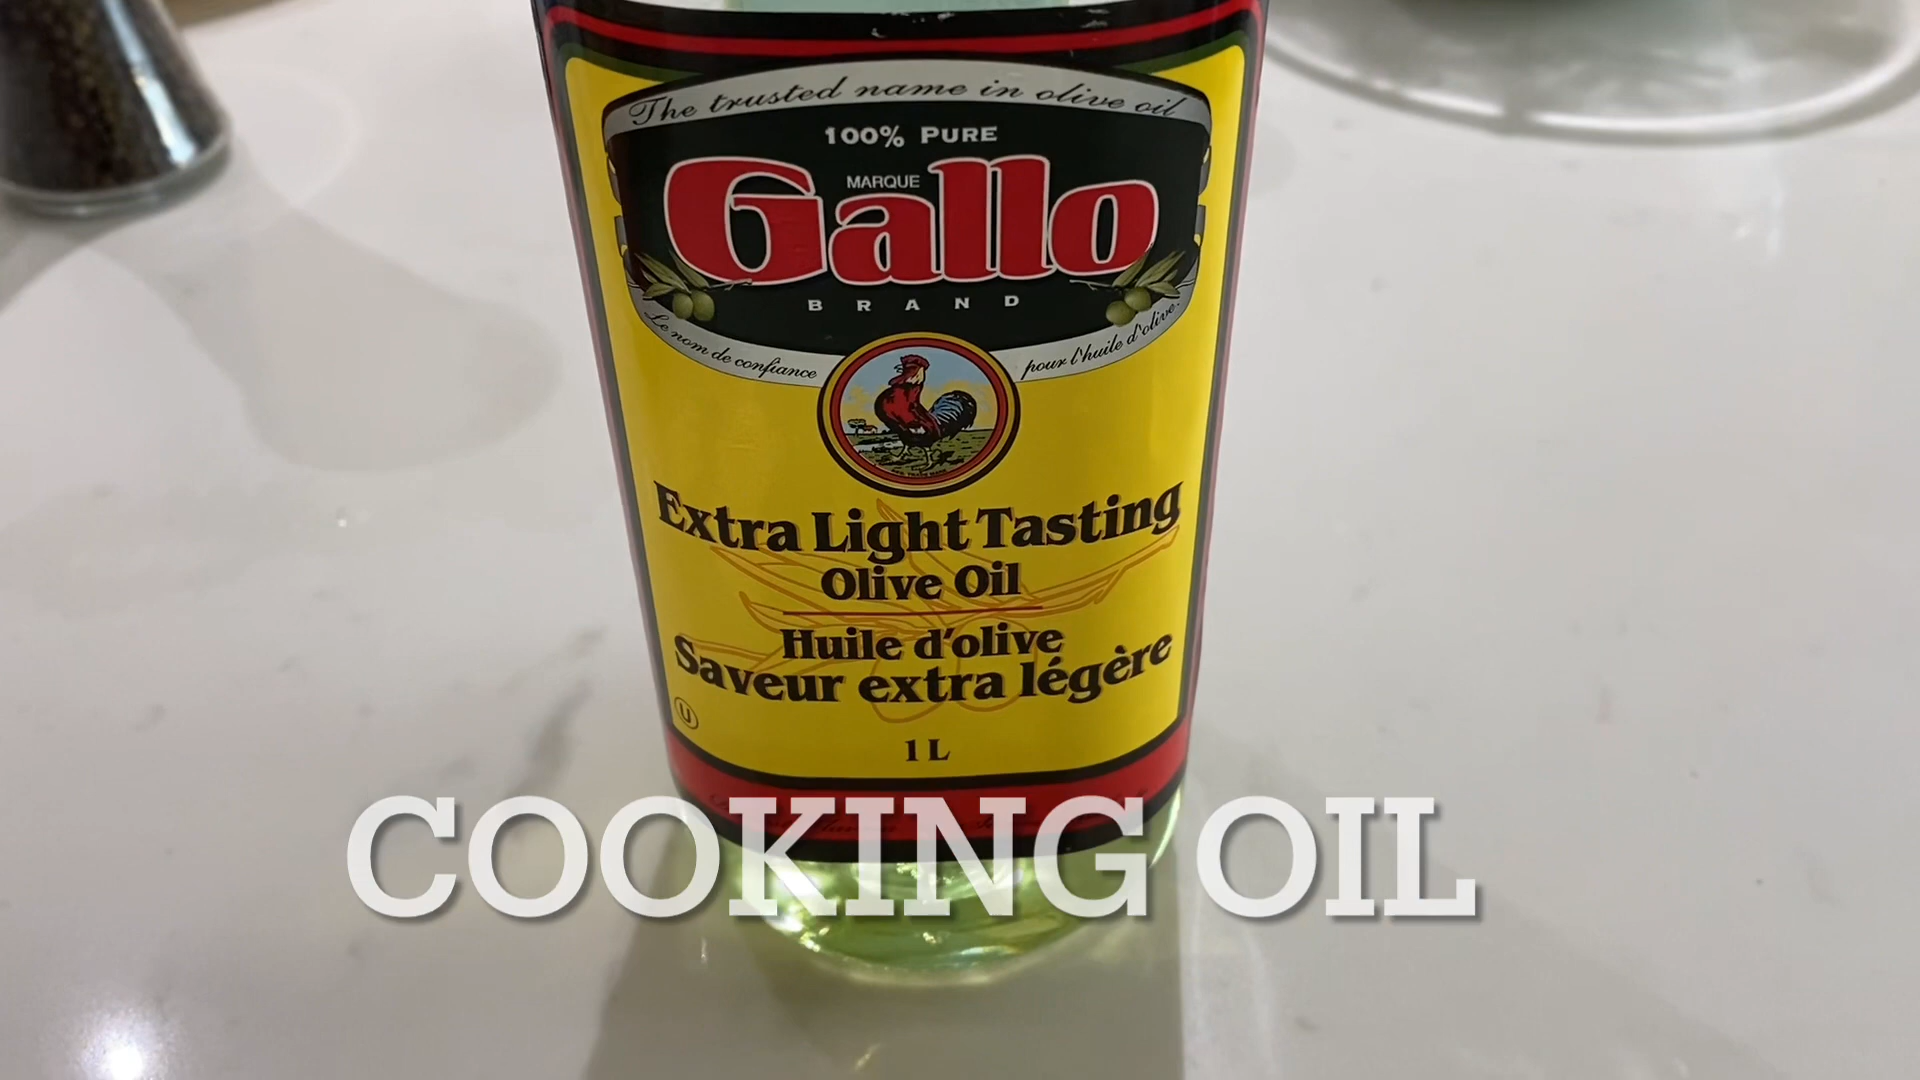 The trusted name in olive oil
100% PURE
MARQUE
Gallo
BRAND
Le nom de confiance pour l'huile d'olive.
Extra Light Tasting
Olive Oil
Huile d'olive
Saveur extra légère
U
1 L
COOKING OIL